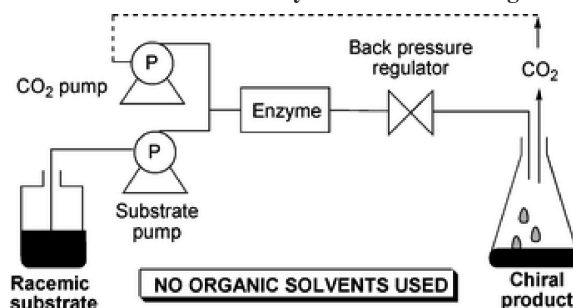 CO₂ pump
P
Back pressure
regulator
CO₂
Enzyme
P
Substrate
pump
Racemic
substrate
NO ORGANIC SOLVENTS USED
Chiral
product